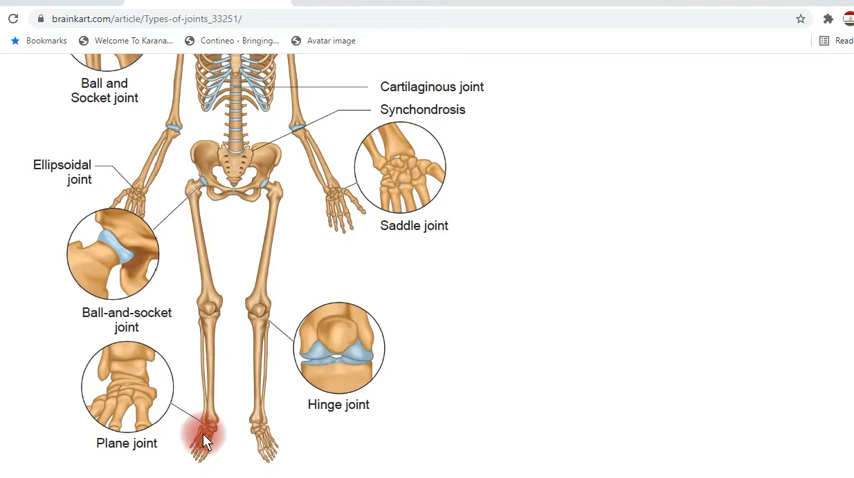 brainkart.com/article/Types-of-joints_33251/
Bookmarks
Welcome To Karana...
Contineo - Bringing...
Avatar image
Read
Ball and
Socket joint
Cartilaginous joint
Synchondrosis
Ellipsoidal
joint
Saddle joint
Ball-and-socket
joint
Hinge joint
Plane joint